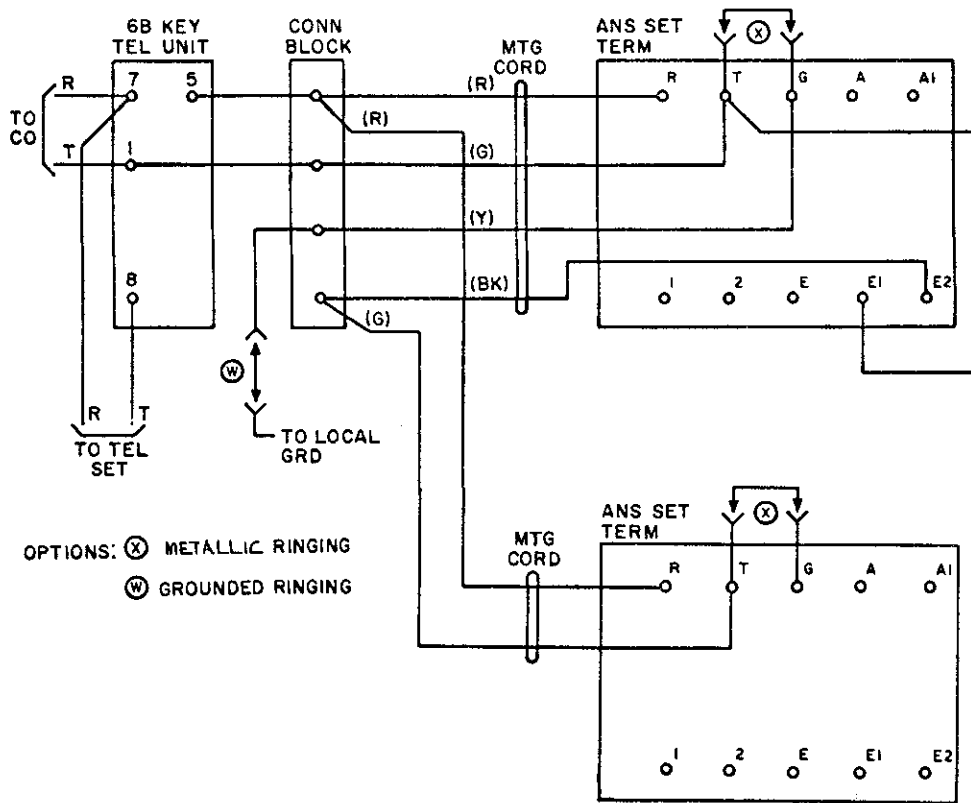 6B KEY
TEL UNIT
CONN
BLOCK
MTG
CORD
ANS SET
TERM
X
7
5
R
T
G
A
A1
R
(R)
(R)
TO
CO
T
1
(G)
(Y)
8
(BK)
(G)
1
2
E
E1
E2
W
R
T
TO TEL
SET
TO LOCAL
GRD
ANS SET
TERM
X
MTG
CORD
OPTIONS: X METALLIC RINGING
W GROUNDED RINGING
R
T
G
A
A1
1
2
E
E1
E2